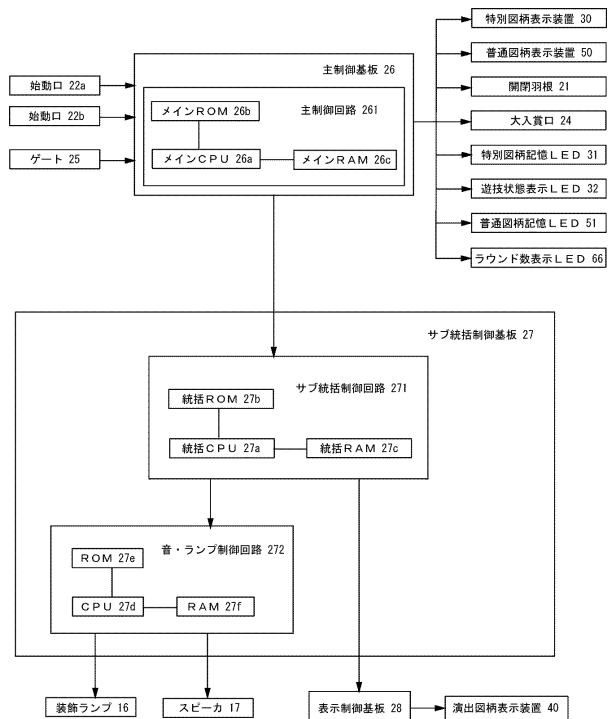 特別図柄表示装置 30
普通図柄表示装置 50
開閉羽根 21
大入賞口 24
特別図柄記憶LED 31
遊技状態表示LED 32
普通図柄記憶LED 51
ラウンド数表示LED 66
始動口 22a
始動口 22b
ゲート 25
主制御基板 26
主制御回路 261
メインROM 26b
メインCPU 26a
メインRAM 26c
サブ統括制御基板 27
サブ統括制御回路 271
統括ROM 27b
統括CPU 27a
統括RAM 27c
音・ランプ制御回路 272
ROM 27e
CPU 27d
RAM 27f
装飾ランプ 16
スピーカ 17
表示制御基板 28
演出図柄表示装置 40